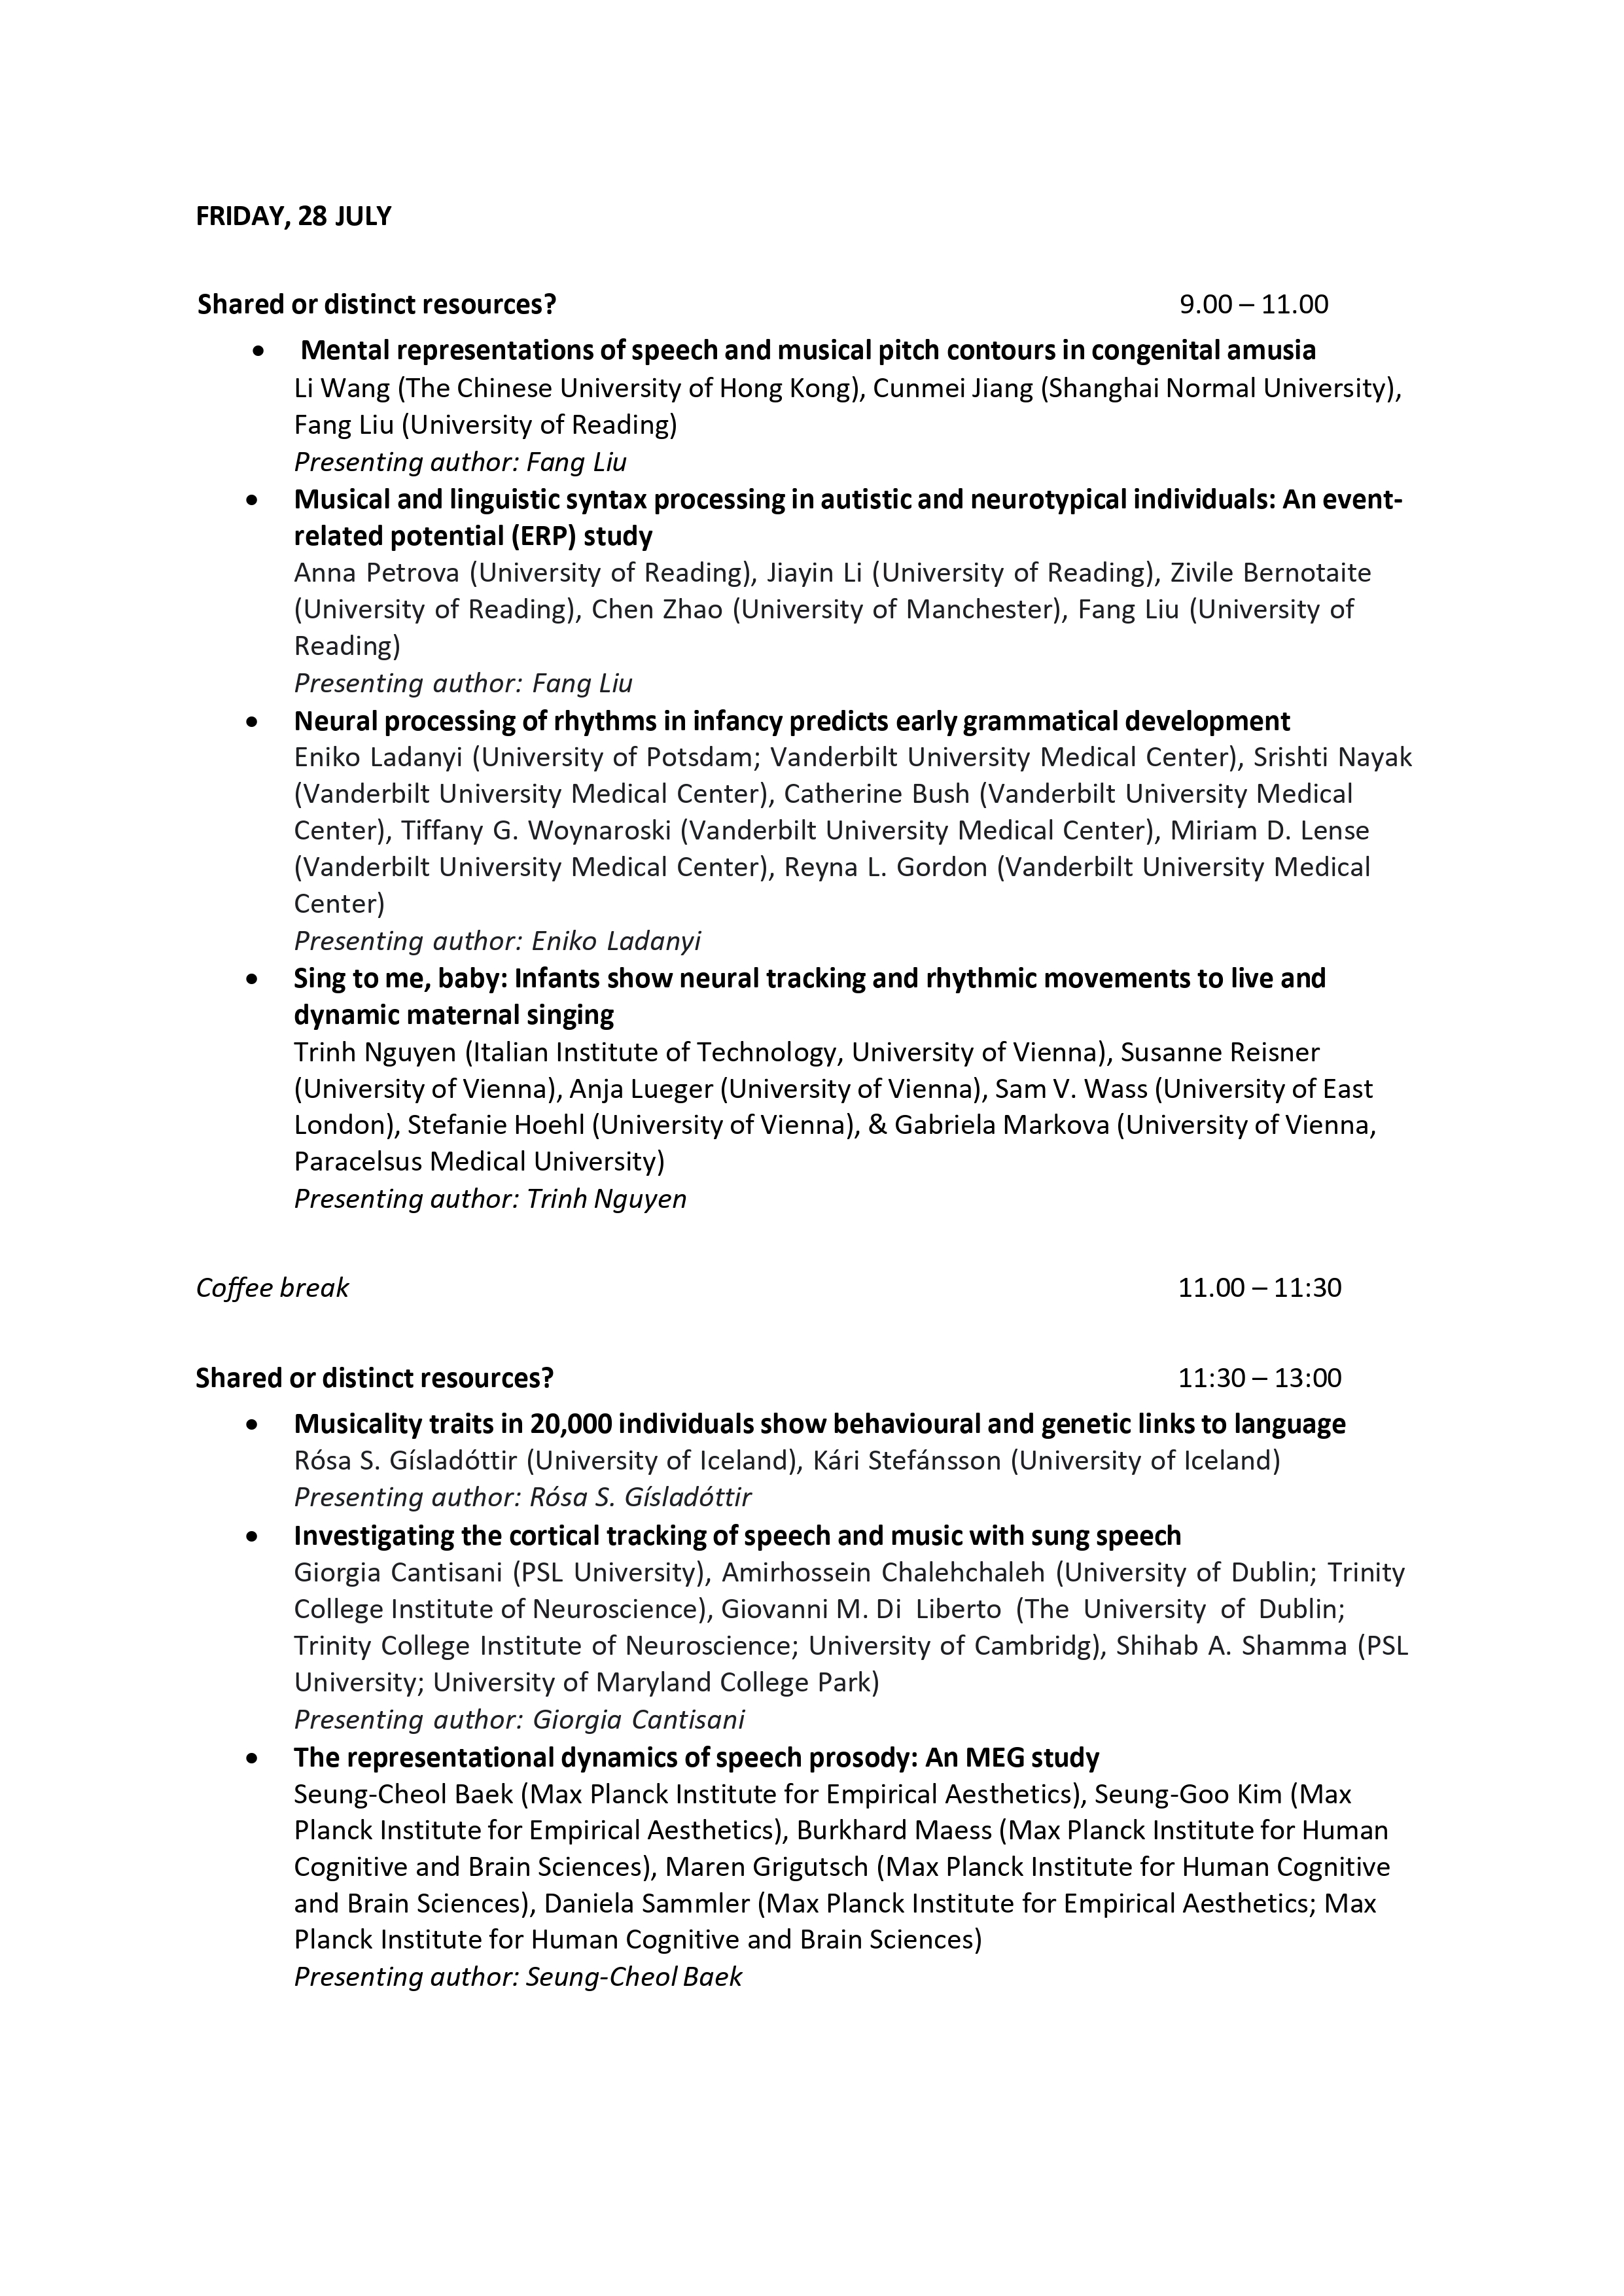 FRIDAY, 28 JULY
Shared or distinct resources? 9.00 – 11.00
• Mental representations of speech and musical pitch contours in congenital amusia
Li Wang (The Chinese University of Hong Kong), Cunmei Jiang (Shanghai Normal University),
Fang Liu (University of Reading)
Presenting author: Fang Liu
• Musical and linguistic syntax processing in autistic and neurotypical individuals: An event-
related potential (ERP) study
Anna Petrova (University of Reading), Jiayin Li (University of Reading), Zivile Bernotaite
(University of Reading), Chen Zhao (University of Manchester), Fang Liu (University of
Reading)
Presenting author: Fang Liu
• Neural processing of rhythms in infancy predicts early grammatical development
Eniko Ladanyi (University of Potsdam; Vanderbilt University Medical Center), Srishti Nayak
(Vanderbilt University Medical Center), Catherine Bush (Vanderbilt University Medical
Center), Tiffany G. Woynaroski (Vanderbilt University Medical Center), Miriam D. Lense
(Vanderbilt University Medical Center), Reyna L. Gordon (Vanderbilt University Medical
Center)
Presenting author: Eniko Ladanyi
• Sing to me, baby: Infants show neural tracking and rhythmic movements to live and
dynamic maternal singing
Trinh Nguyen (Italian Institute of Technology, University of Vienna), Susanne Reisner
(University of Vienna), Anja Lueger (University of Vienna), Sam V. Wass (University of East
London), Stefanie Hoehl (University of Vienna), & Gabriela Markova (University of Vienna,
Paracelsus Medical University)
Presenting author: Trinh Nguyen
Coffee break 11.00 – 11:30
Shared or distinct resources? 11:30 – 13:00
• Musicality traits in 20,000 individuals show behavioural and genetic links to language
Rósa S. Gísladóttir (University of Iceland), Kári Stefánsson (University of Iceland)
Presenting author: Rósa S. Gísladóttir
• Investigating the cortical tracking of speech and music with sung speech
Giorgia Cantisani (PSL University), Amirhossein Chalehchaleh (University of Dublin; Trinity
College Institute of Neuroscience), Giovanni M. Di Liberto (The University of Dublin;
Trinity College Institute of Neuroscience; University of Cambridg), Shihab A. Shamma (PSL
University; University of Maryland College Park)
Presenting author: Giorgia Cantisani
• The representational dynamics of speech prosody: An MEG study
Seung-Cheol Baek (Max Planck Institute for Empirical Aesthetics), Seung-Goo Kim (Max
Planck Institute for Empirical Aesthetics), Burkhard Maess (Max Planck Institute for Human
Cognitive and Brain Sciences), Maren Grigutsch (Max Planck Institute for Human Cognitive
and Brain Sciences), Daniela Sammler (Max Planck Institute for Empirical Aesthetics; Max
Planck Institute for Human Cognitive and Brain Sciences)
Presenting author: Seung-Cheol Baek